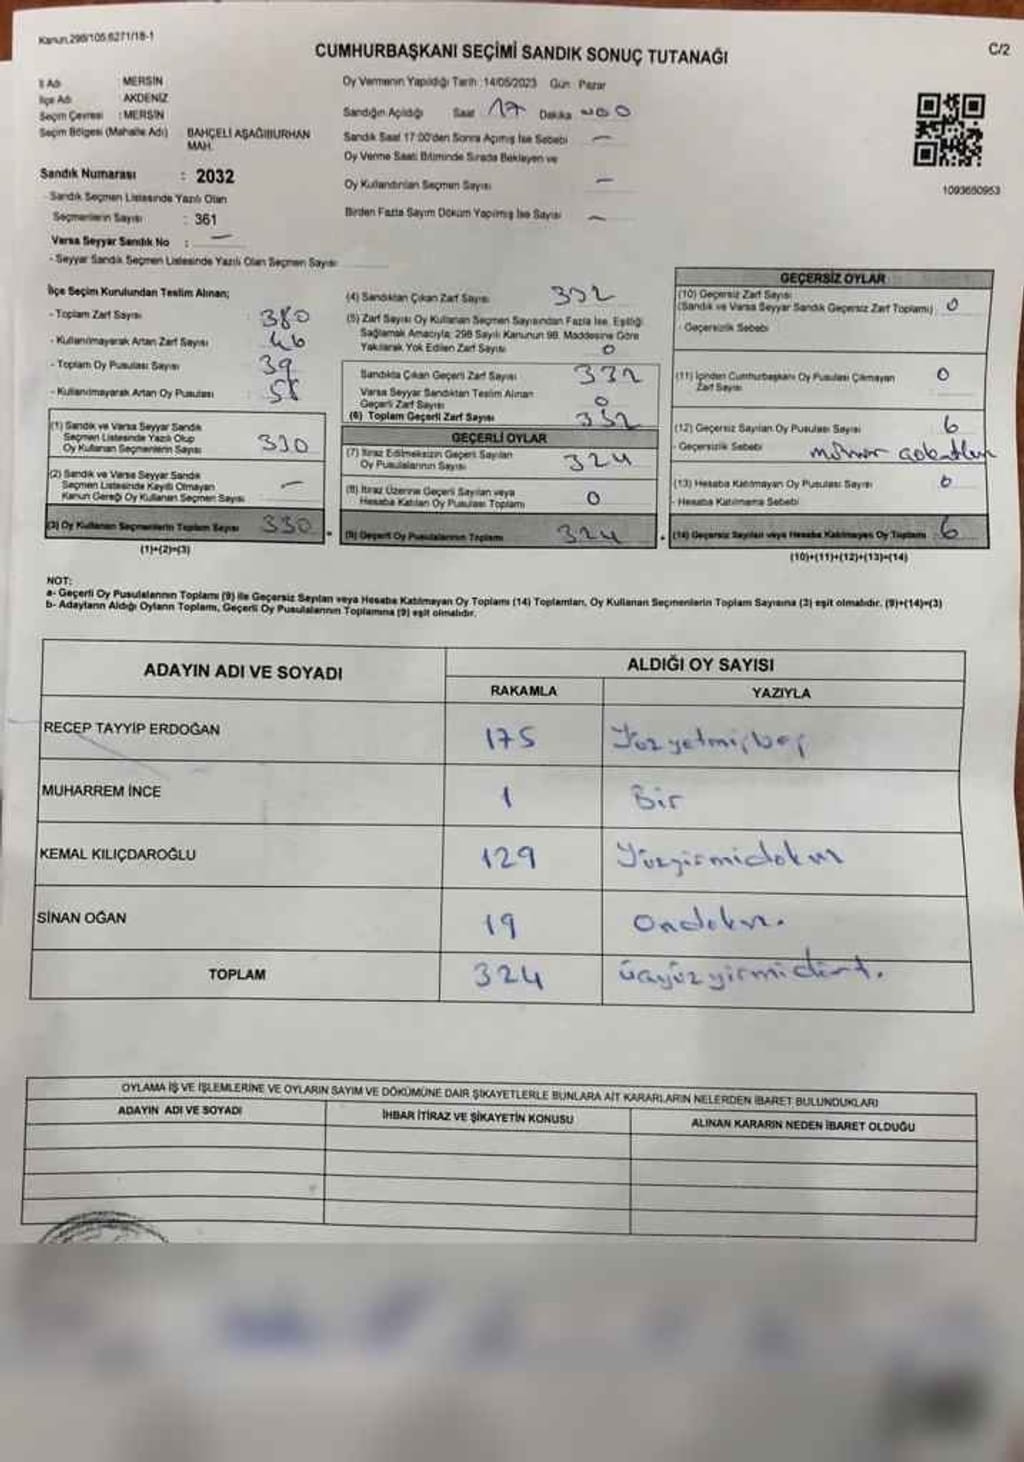 Kanun.298/105.6271/18-1
C/2
CUMHURBAŞKANI SEÇİMİ SANDIK SONUÇ TUTANAĞI
İl Adı : MERSİN
İlçe Adı : AKDENİZ
Seçim Çevresi : MERSİN
Seçim Bölgesi (Mahalle Adı) BAHÇELİ AŞAĞIBURHAN MAH.
Sandık Numarası : 2032
- Sandık Seçmen Listesinde Yazılı Olan
Seçmenlerin Sayısı : 361
Varsa Seyyar Sandık No : —
- Seyyar Sandık Seçmen Listesinde Yazılı Olan Seçmen Sayısı
Oy Vermenin Yapıldığı Tarih :14/05/2023 Gün : Pazar
Sandığın Açıldığı Saat 17 Dakika
Sandık Saat 17:00'den Sonra Açımış İse Sebebi —
Oy Verme Saati Bitiminde Sırada Bekleyen ve
Oy Kullandırılan Seçmen Sayısı —
Birden Fazla Sayım Döküm Yapılmış İse Sayısı —
1093650953
İlçe Seçim Kurulundan Teslim Alınan;
- Toplam Zarf Sayısı 380
- Kullanılmayarak Artan Zarf Sayısı 46
- Toplam Oy Pusulası Sayısı
- Kullanılmayarak Artan Oy Pusulası
(1) Sandık ve Varsa Seyyar Sandık
Seçmen Listesinde Yazılı Olup
Oy Kullanan Seçmenlerin Sayısı 330
(2) Sandık ve Varsa Seyyar Sandık
Seçmen Listesinde Kayıtlı Olmayan
Kanun Gereği Oy Kullanan Seçmen Sayısı —
(3) Oy Kullanan Seçmenlerin Toplam Sayısı 330
(1)+(2)=(3)
(4) Sandıktan Çıkan Zarf Sayısı 332
(5) Zarf Sayısı Oy Kullanan Seçmen Sayısından Fazla İse, Eşitliği
Sağlamak Amacıyla; 298 Sayılı Kanunun 98. Maddesine Göre
Yakılarak Yok Edilen Zarf Sayısı 0
Sandıkta Çıkan Geçerli Zarf Sayısı 332
Varsa Seyyar Sandıktan Teslim Alınan
Geçerli Zarf Sayısı 0
(6) Toplam Geçerli Zarf Sayısı 332
GEÇERLİ OYLAR
(7) İtiraz Edilmeksizin Geçerli Sayılan
Oy Pusulalarının Sayısı 324
(8) İtiraz Üzerine Geçerli Sayılan veya
Hesaba Katılan Oy Pusulası Toplamı 0
(9) Geçerli Oy Pusulalarının Toplamı 324
GEÇERSİZ OYLAR
(10) Geçersiz Zarf Sayısı
(Sandık ve Varsa Seyyar Sandık Geçersiz Zarf Toplamı) 0
- Geçersizlik Sebebi
(11) İçinden Cumhurbaşkanı Oy Pusulası Çıkmayan
Zarf Sayısı 0
(12) Geçersiz Sayılan Oy Pusulası Sayısı 6
- Geçersizlik Sebebi
(13) Hesaba Katılmayan Oy Pusulası Sayısı 0
- Hesaba Katılmama Sebebi
(14) Geçersiz Sayılan veya Hesaba Katılmayan Oy Toplamı 6
(10)+(11)+(12)+(13)=(14)
NOT:
a- Geçerli Oy Pusulalarının Toplamı (9) ile Geçersiz Sayılan veya Hesaba Katılmayan Oy Toplamı (14) Toplamları, Oy Kullanan Seçmenlerin Toplam Sayısına (3) eşit olmalıdır. (9)+(14)=(3)
b- Adayların Aldığı Oyların Toplamı, Geçerli Oy Pusulalarının Toplamına (9) eşit olmalıdır.
ADAYIN ADI VE SOYADI ALDIĞI OY SAYISI
RAKAMLA YAZIYLA
RECEP TAYYİP ERDOĞAN 175 Yüzyetmişbeş
MUHARREM İNCE 1 Bir
KEMAL KILIÇDAROĞLU 129 Yüzyirmidokuz
SİNAN OĞAN 19 Ondokuz.
TOPLAM 324 üçyüzyirmidört.
OYLAMA İŞ VE İŞLEMLERİNE VE OYLARIN SAYIM VE DÖKÜMÜNE DAİR ŞİKAYETLERLE BUNLARA AİT KARARLARIN NELERDEN İBARET BULUNDUKLARI
ADAYIN ADI VE SOYADI İHBAR İTİRAZ VE ŞİKAYETİN KONUSU ALINAN KARARIN NEDEN İBARET OLDUĞU